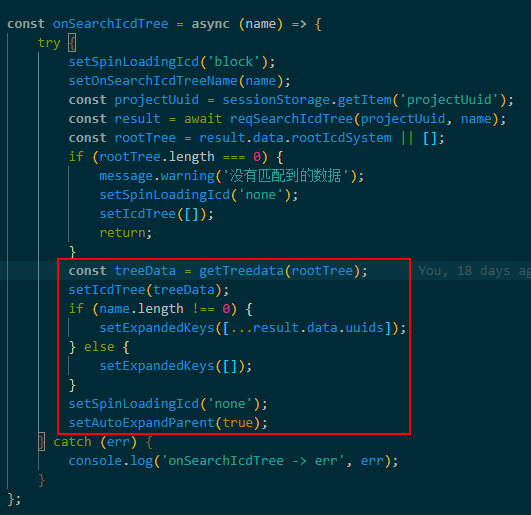 const onSearchIcdTree = async (name) => {
try {
setSpinLoadingIcd('block');
setOnSearchIcdTreeName(name);
const projectUuid = sessionStorage.getItem('projectUuid');
const result = await reqSearchIcdTree(projectUuid, name);
const rootTree = result.data.rootIcdSystem || [];
if (rootTree.length === 0) {
message.warning('没有匹配到的数据');
setSpinLoadingIcd('none');
setIcdTree([]);
return;
}
const treeData = getTreedata(rootTree); You, 18 days ag
setIcdTree(treeData);
if (name.length !== 0) {
setExpandedKeys([...result.data.uuids]);
} else {
setExpandedKeys([]);
}
setSpinLoadingIcd('none');
setAutoExpandParent(true);
} catch (err) {
console.log('onSearchIcdTree -> err', err);
}
};